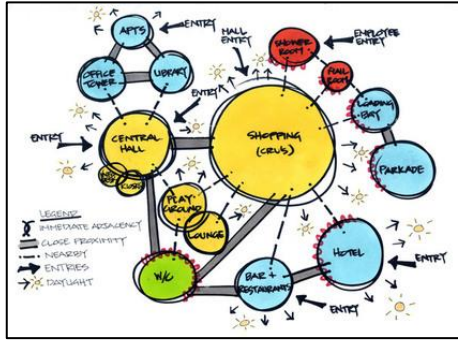 APTS
ENTRY
HALL
ENTRY
SHOWER
ROOM
EMPLOYEE
ENTRY
OFFICE
TOWER
LIBRARY
MAIL
ROOM
ENTRY
LOADING
BAY
ENTRY
CENTRAL
HALL
SHOPPING
(CRU'S)
PARKADE
KIOSK
PLAY
GROUND
LOUNGE
LEGEND:
IMMEDIATE ADJACENCY
CLOSE PROXIMITY
NEARBY
ENTRIES
DAYLIGHT
W/C
BAR +
RESTAURANTS
HOTEL
ENTRY
ENTRY